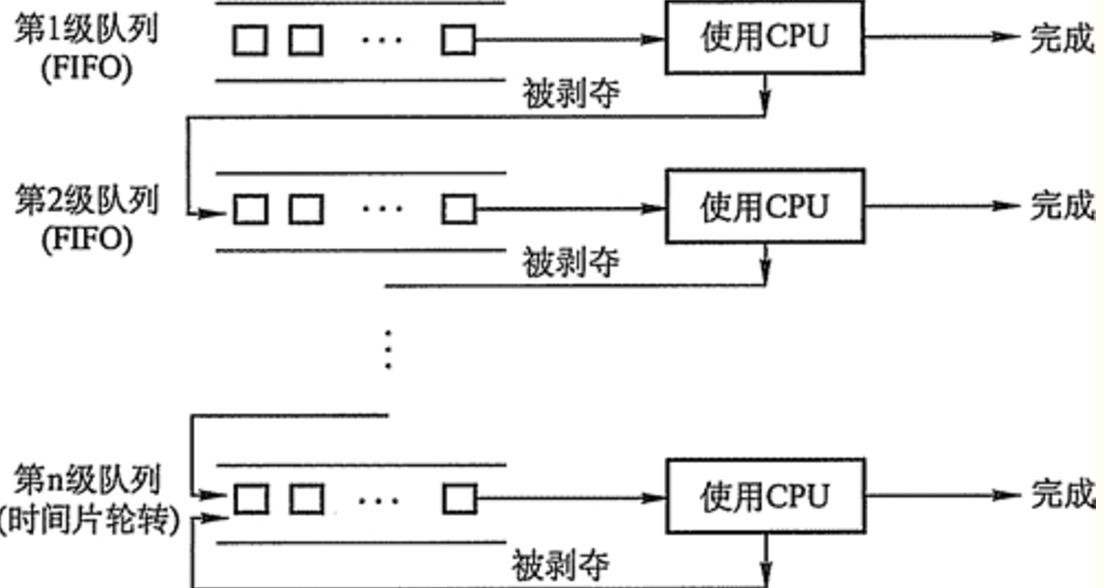 第1级队列
(FIFO)
… 使用CPU 完成
被剥夺
第2级队列
(FIFO)
… 使用CPU 完成
被剥夺
⋮
第n级队列
(时间片轮转)
… 使用CPU 完成
被剥夺